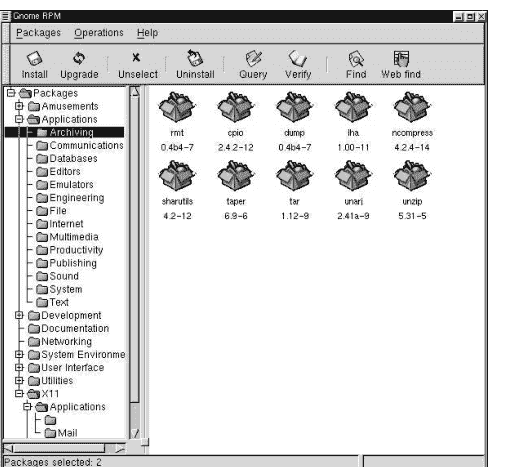 Gnome RPM
Packages Operations Help
Install Upgrade Unselect Uninstall Query Verify Find Web find
Packages
Amusements
Applications
Archiving
Communications
Databases
Editors
Emulators
Engineering
File
Internet
Multimedia
Productivity
Publishing
Sound
System
Text
Development
Documentation
Networking
System Environme
User Interface
Utilities
X11
Applications
Mail
rmt cpio dump lha ncompress
0.4b4-7 2.4.2-12 0.4b4-7 1.00-11 4.2.4-14
sharutils taper tar unarj unzip
4.2-12 6.9-6 1.12-9 2.41a-9 5.31-5
Packages selected: 2